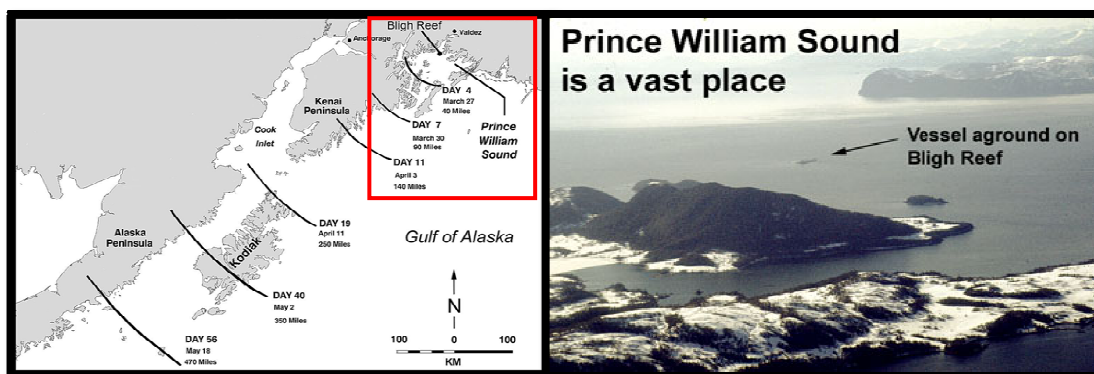 Bligh Reef
Valdez
Anchorage
Kenai
Peninsula
Cook
Inlet
DAY 4
March 27
40 Miles
DAY 7
March 30
90 Miles
Prince
William
Sound
DAY 11
April 3
140 Miles
DAY 19
April 11
250 Miles
Gulf of Alaska
Alaska
Peninsula
Kodiak
DAY 40
May 2
350 Miles
DAY 56
May 18
470 Miles
N
100 0 100
KM
Prince William Sound
is a vast place
Vessel aground on
Bligh Reef